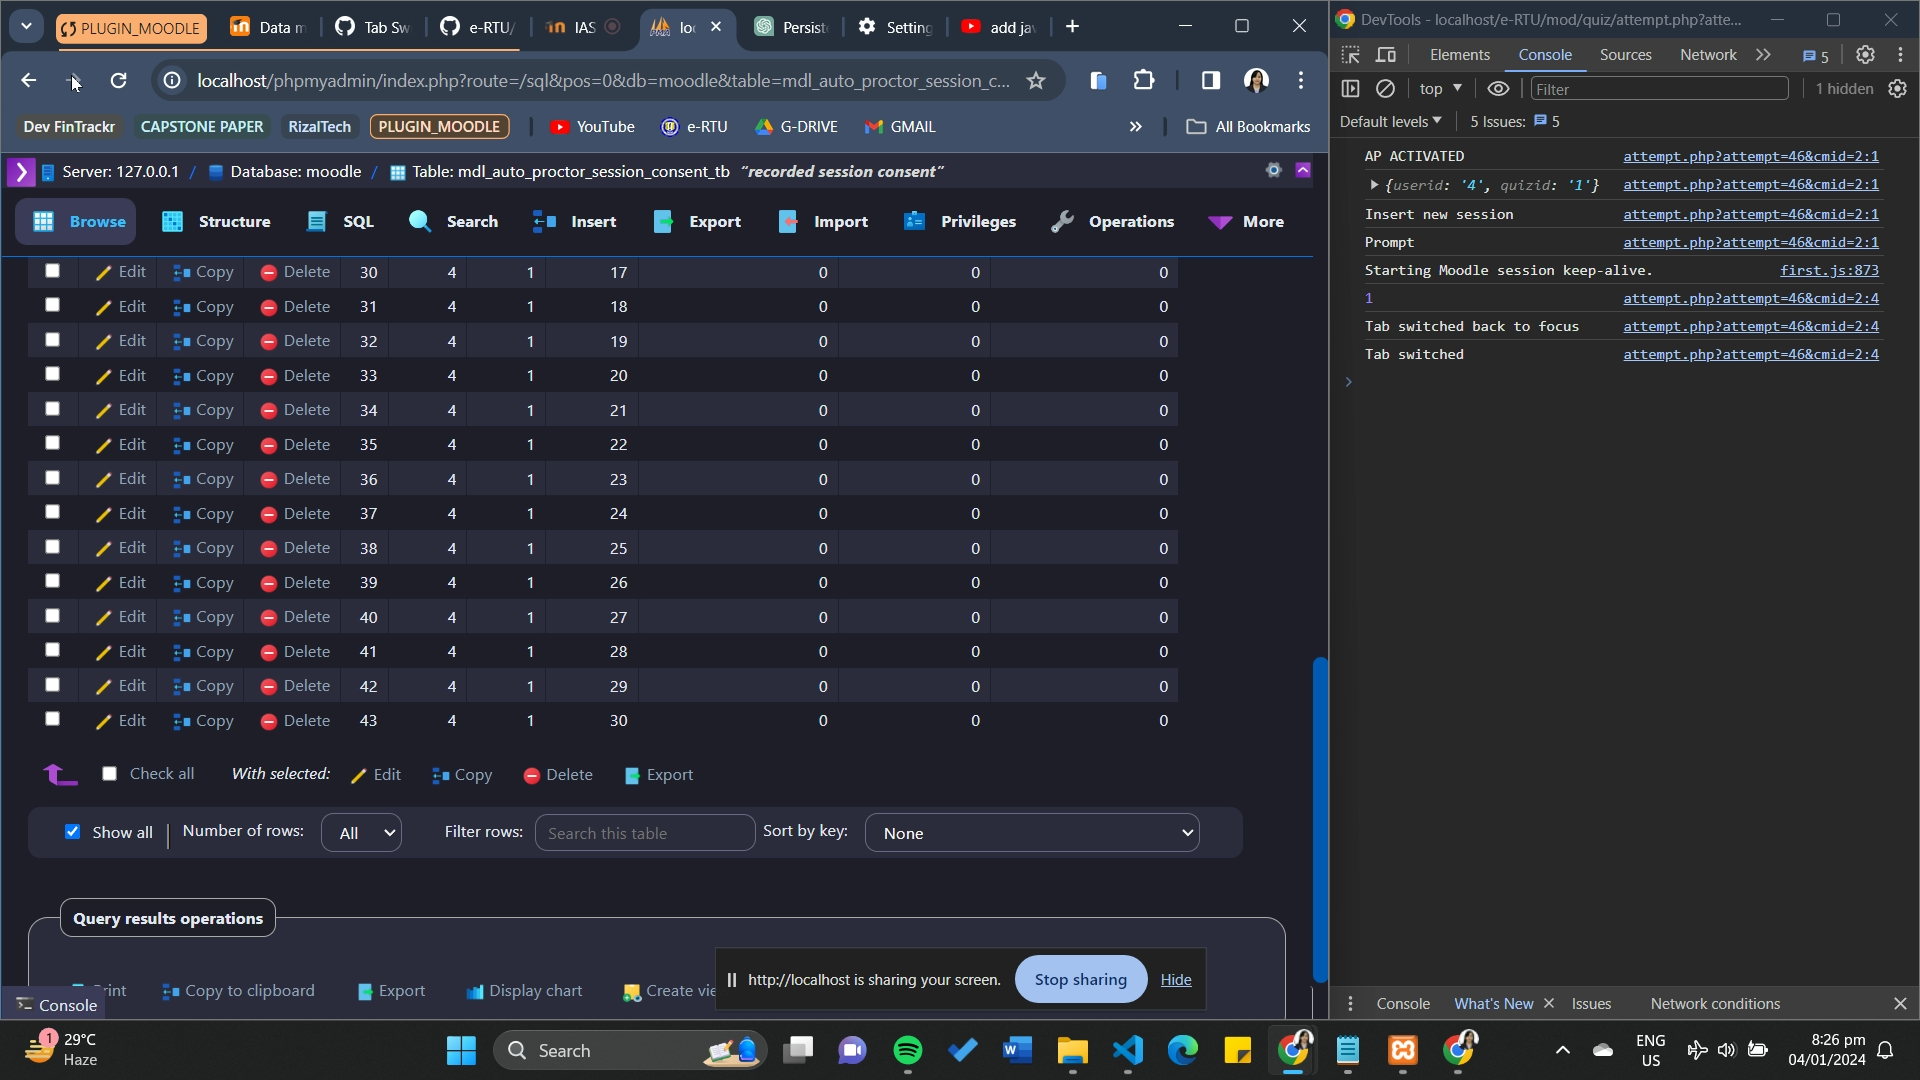 PLUGIN_MOODLE
Data m
Tab Sw
e-RTU/
IAS
loc
Persist
Setting
add ja
localhost/phpmyadmin/index.php?route=/sql&pos=0&db=moodle&table=mdl_auto_proctor_session_c...
Dev FinTrackr CAPSTONE PAPER RizalTech PLUGIN_MOODLE YouTube e-RTU G-DRIVE GMAIL » All Bookmarks
Server: 127.0.0.1 / Database: moodle / Table: mdl_auto_proctor_session_consent_tb "recorded session consent"
Browse Structure SQL Search Insert Export Import Privileges Operations More
Edit Copy Delete 30 4 1 17 0 0 0
Edit Copy Delete 31 4 1 18 0 0 0
Edit Copy Delete 32 4 1 19 0 0 0
Edit Copy Delete 33 4 1 20 0 0 0
Edit Copy Delete 34 4 1 21 0 0 0
Edit Copy Delete 35 4 1 22 0 0 0
Edit Copy Delete 36 4 1 23 0 0 0
Edit Copy Delete 37 4 1 24 0 0 0
Edit Copy Delete 38 4 1 25 0 0 0
Edit Copy Delete 39 4 1 26 0 0 0
Edit Copy Delete 40 4 1 27 0 0 0
Edit Copy Delete 41 4 1 28 0 0 0
Edit Copy Delete 42 4 1 29 0 0 0
Edit Copy Delete 43 4 1 30 0 0 0
Check all With selected: Edit Copy Delete Export
Show all Number of rows: All Filter rows: Search this table Sort by key: None
Query results operations
Print Copy to clipboard Export Display chart Create vie
http://localhost is sharing your screen. Stop sharing Hide
Console
DevTools - localhost/e-RTU/mod/quiz/attempt.php?atte...
Elements Console Sources Network » 5
top Filter 1 hidden
Default levels 5 Issues: 5
AP ACTIVATED attempt.php?attempt=46&cmid=2:1
{userid: '4', quizid: '1'} attempt.php?attempt=46&cmid=2:1
Insert new session attempt.php?attempt=46&cmid=2:1
Prompt attempt.php?attempt=46&cmid=2:1
Starting Moodle session keep-alive. first.js:873
1 attempt.php?attempt=46&cmid=2:4
Tab switched back to focus attempt.php?attempt=46&cmid=2:4
Tab switched attempt.php?attempt=46&cmid=2:4
Console What's New Issues Network conditions
1 29°C
Haze
Search
ENG
US
8:26 pm
04/01/2024